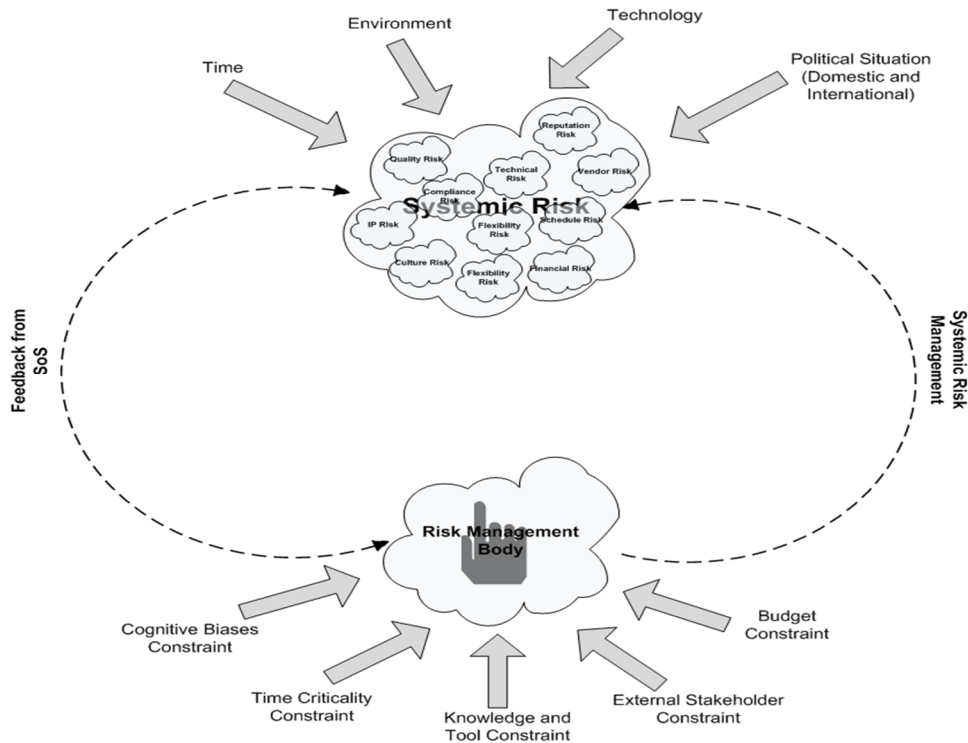 Technology
Environment
Time
Political Situation
(Domestic and
International)
Reputation
Risk
Quality Risk
Technical
Risk
Vendor Risk
Compliance
Risk
Systemic Risk
IP Risk
Flexibility
Risk
Schedule Risk
Culture Risk
Flexibility
Risk
Financial Risk
Feedback from
SoS
Systemic Risk
Management
Risk Management
Body
Cognitive Biases
Constraint
Time Criticality
Constraint
Knowledge and
Tool Constraint
External Stakeholder
Constraint
Budget
Constraint